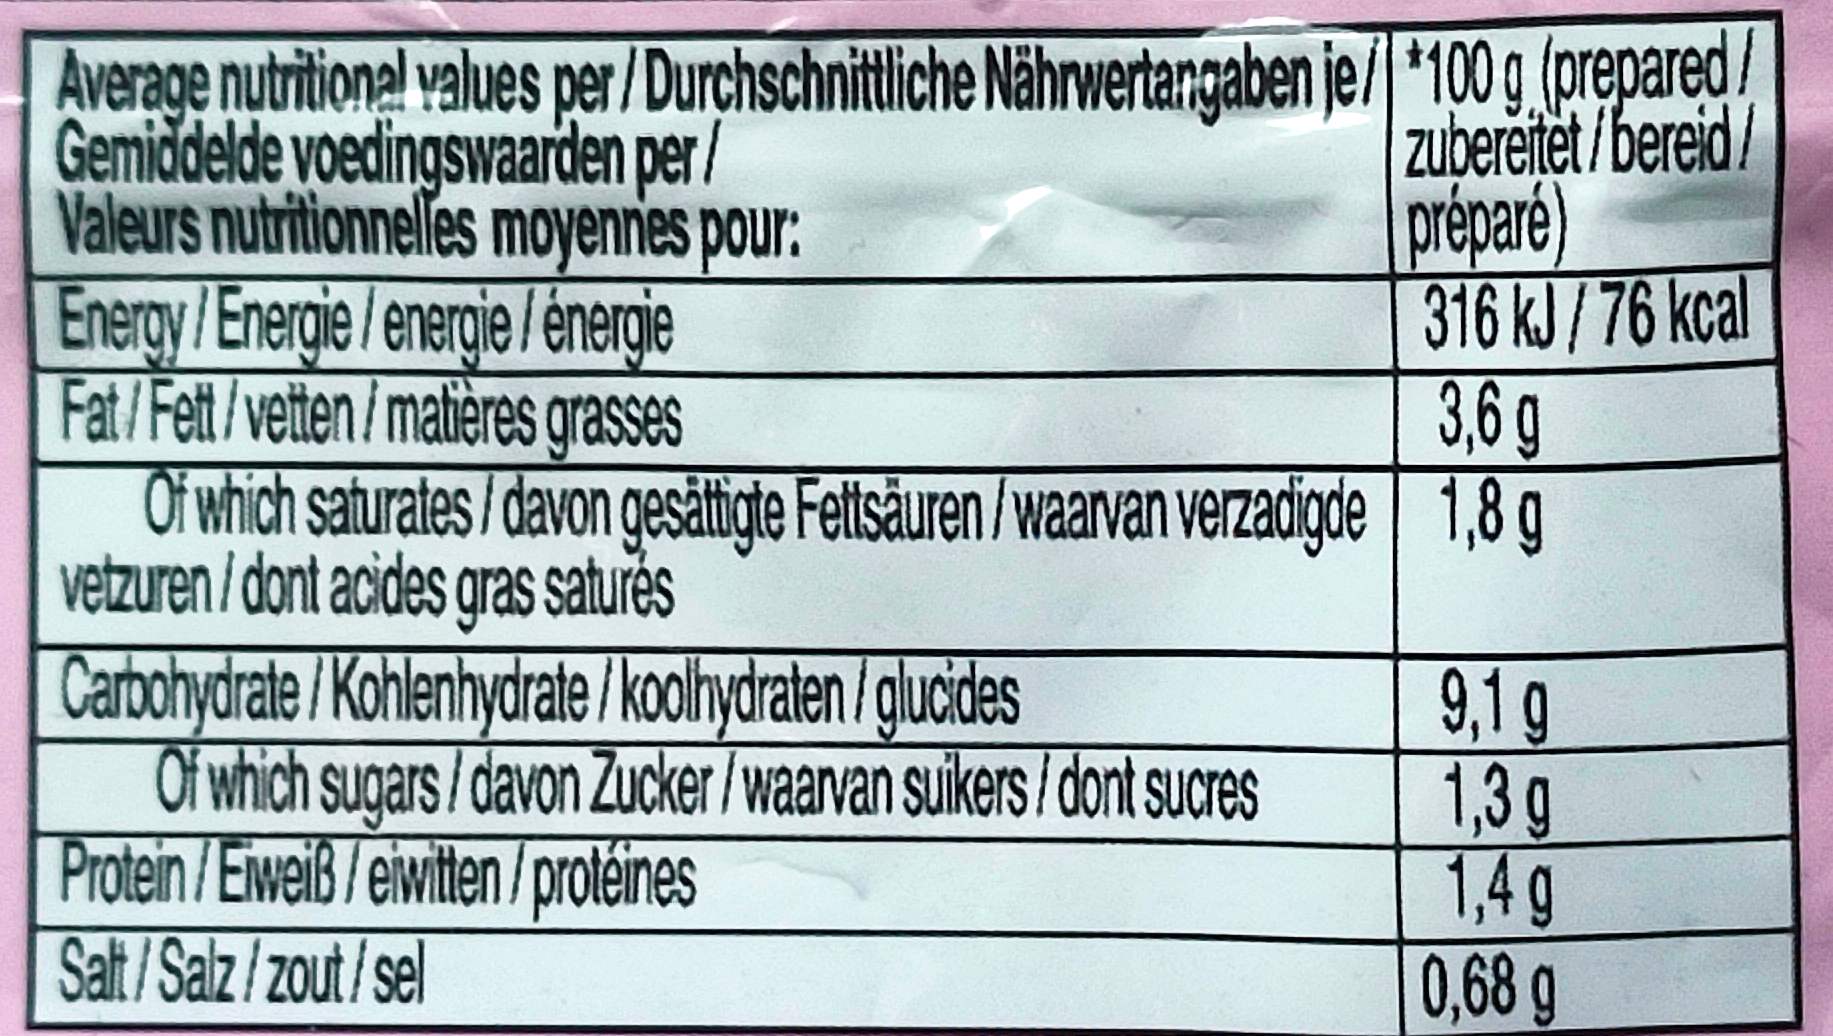 Average nutritional values per / Durchschnittliche Nährwertangaben je / *100 g (prepared /
Gemiddelde voedingswaarden per / zubereitet / bereid /
Valeurs nutritionnelles moyennes pour: préparé)
Energy / Energie / energie / énergie 316 kJ / 76 kcal
Fat / Fett / vetten / matières grasses 3,6 g
Of which saturates / davon gesättigte Fettsäuren / waarvan verzadigde 1,8 g
vetzuren / dont acides gras saturés
Carbohydrate / Kohlenhydrate / koolhydraten / glucides 9,1 g
Of which sugars / davon Zucker / waarvan suikers / dont sucres 1,3 g
Protein / Eiweiß / eiwitten / protéines 1,4 g
Salt / Salz / zout / sel 0,68 g